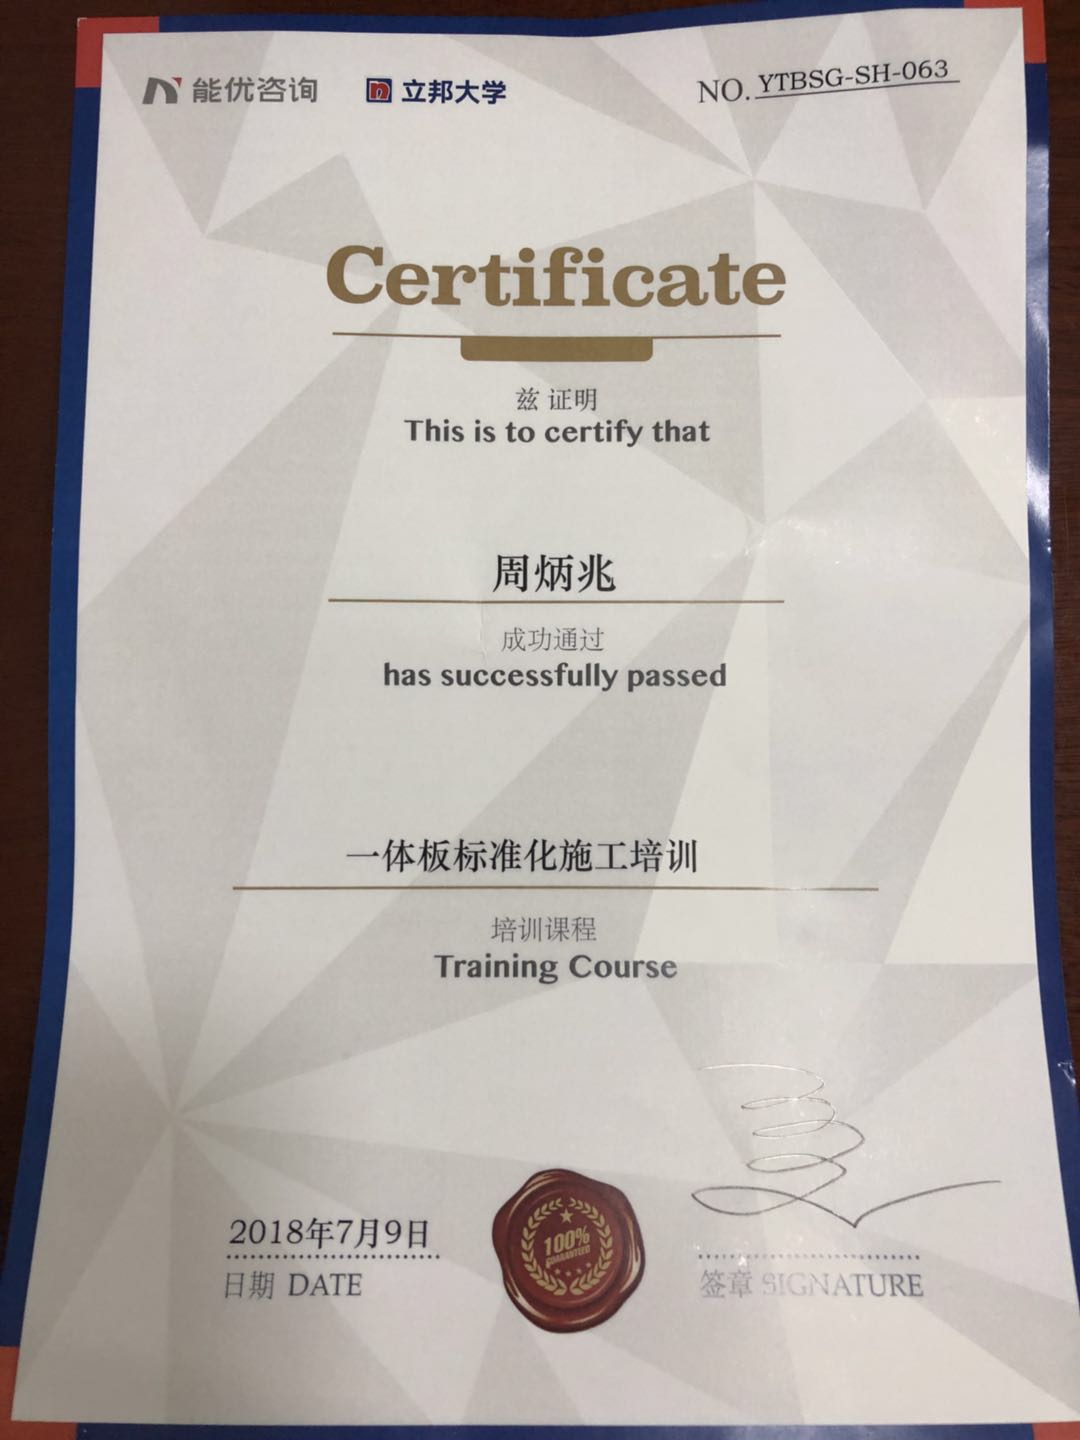 能优咨询 立邦大学 NO. YTBSG-SH-063
Certificate
兹 证明
This is to certify that
周炳兆
成功通过
has successfully passed
一体板标准化施工培训
培训课程
Training Course
2018年7月9日
日期 DATE
100%
GUARANTEED
签章 SIGNATURE